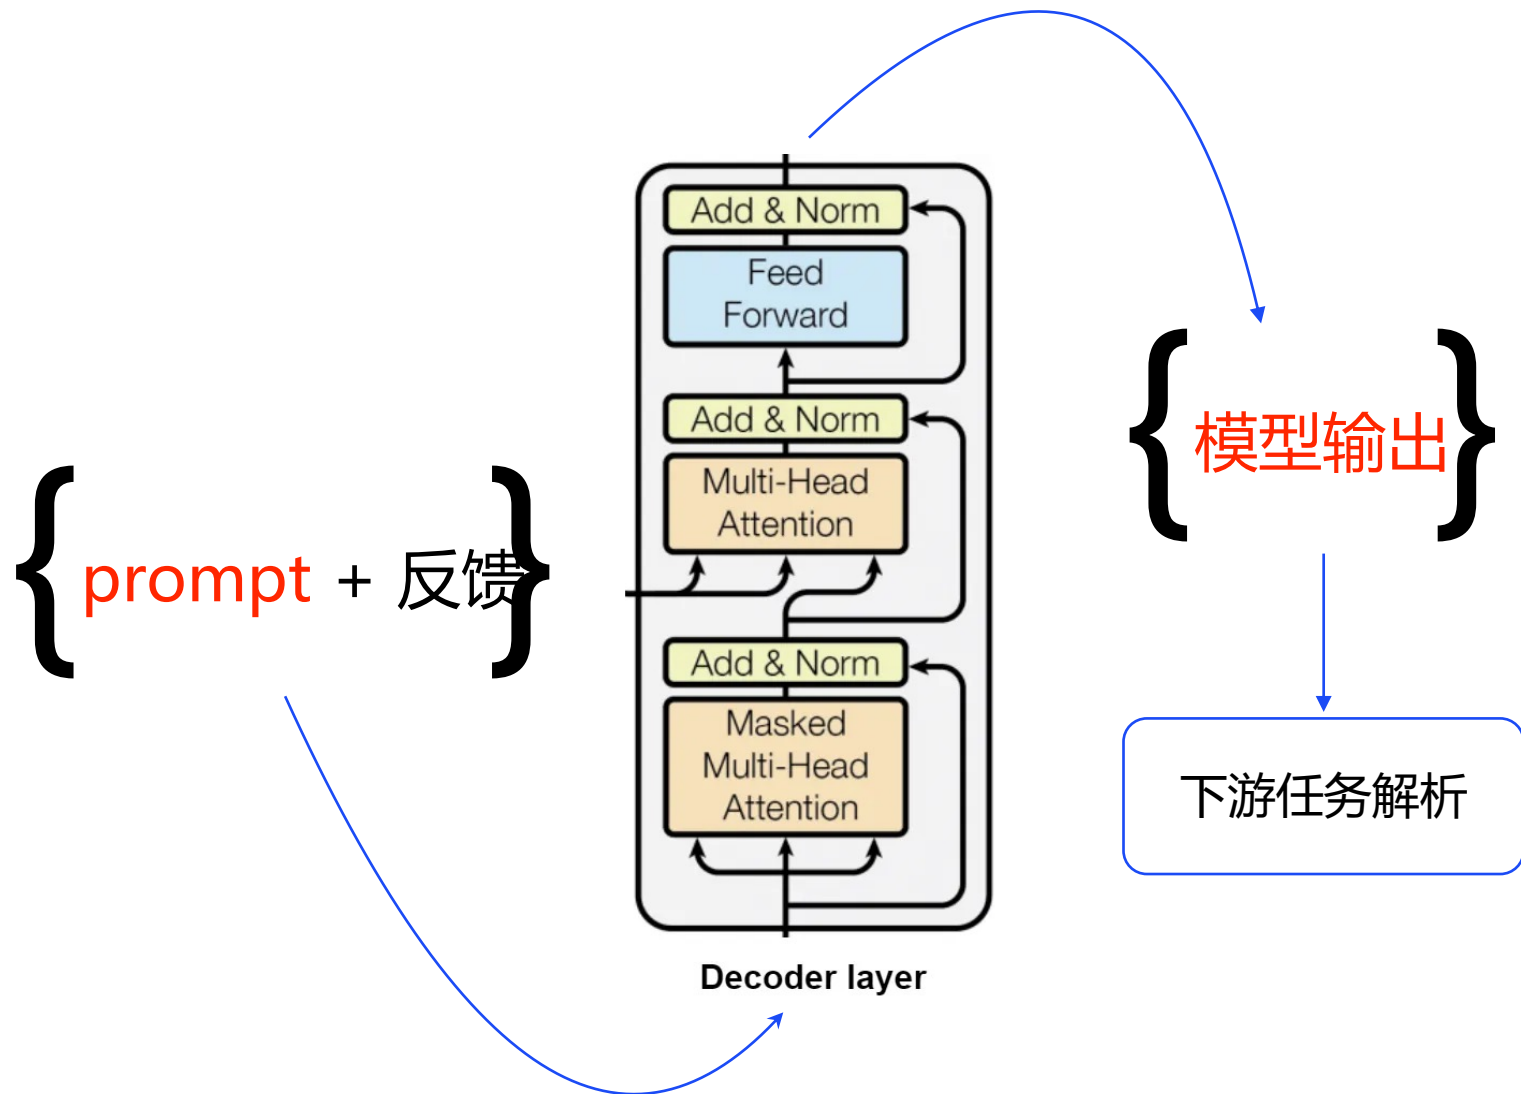 Add & Norm
Feed
Forward
Add & Norm
Multi-Head
Attention
Add & Norm
Masked
Multi-Head
Attention
Decoder layer
{ prompt + 反馈 }
{ 模型输出 }
下游任务解析